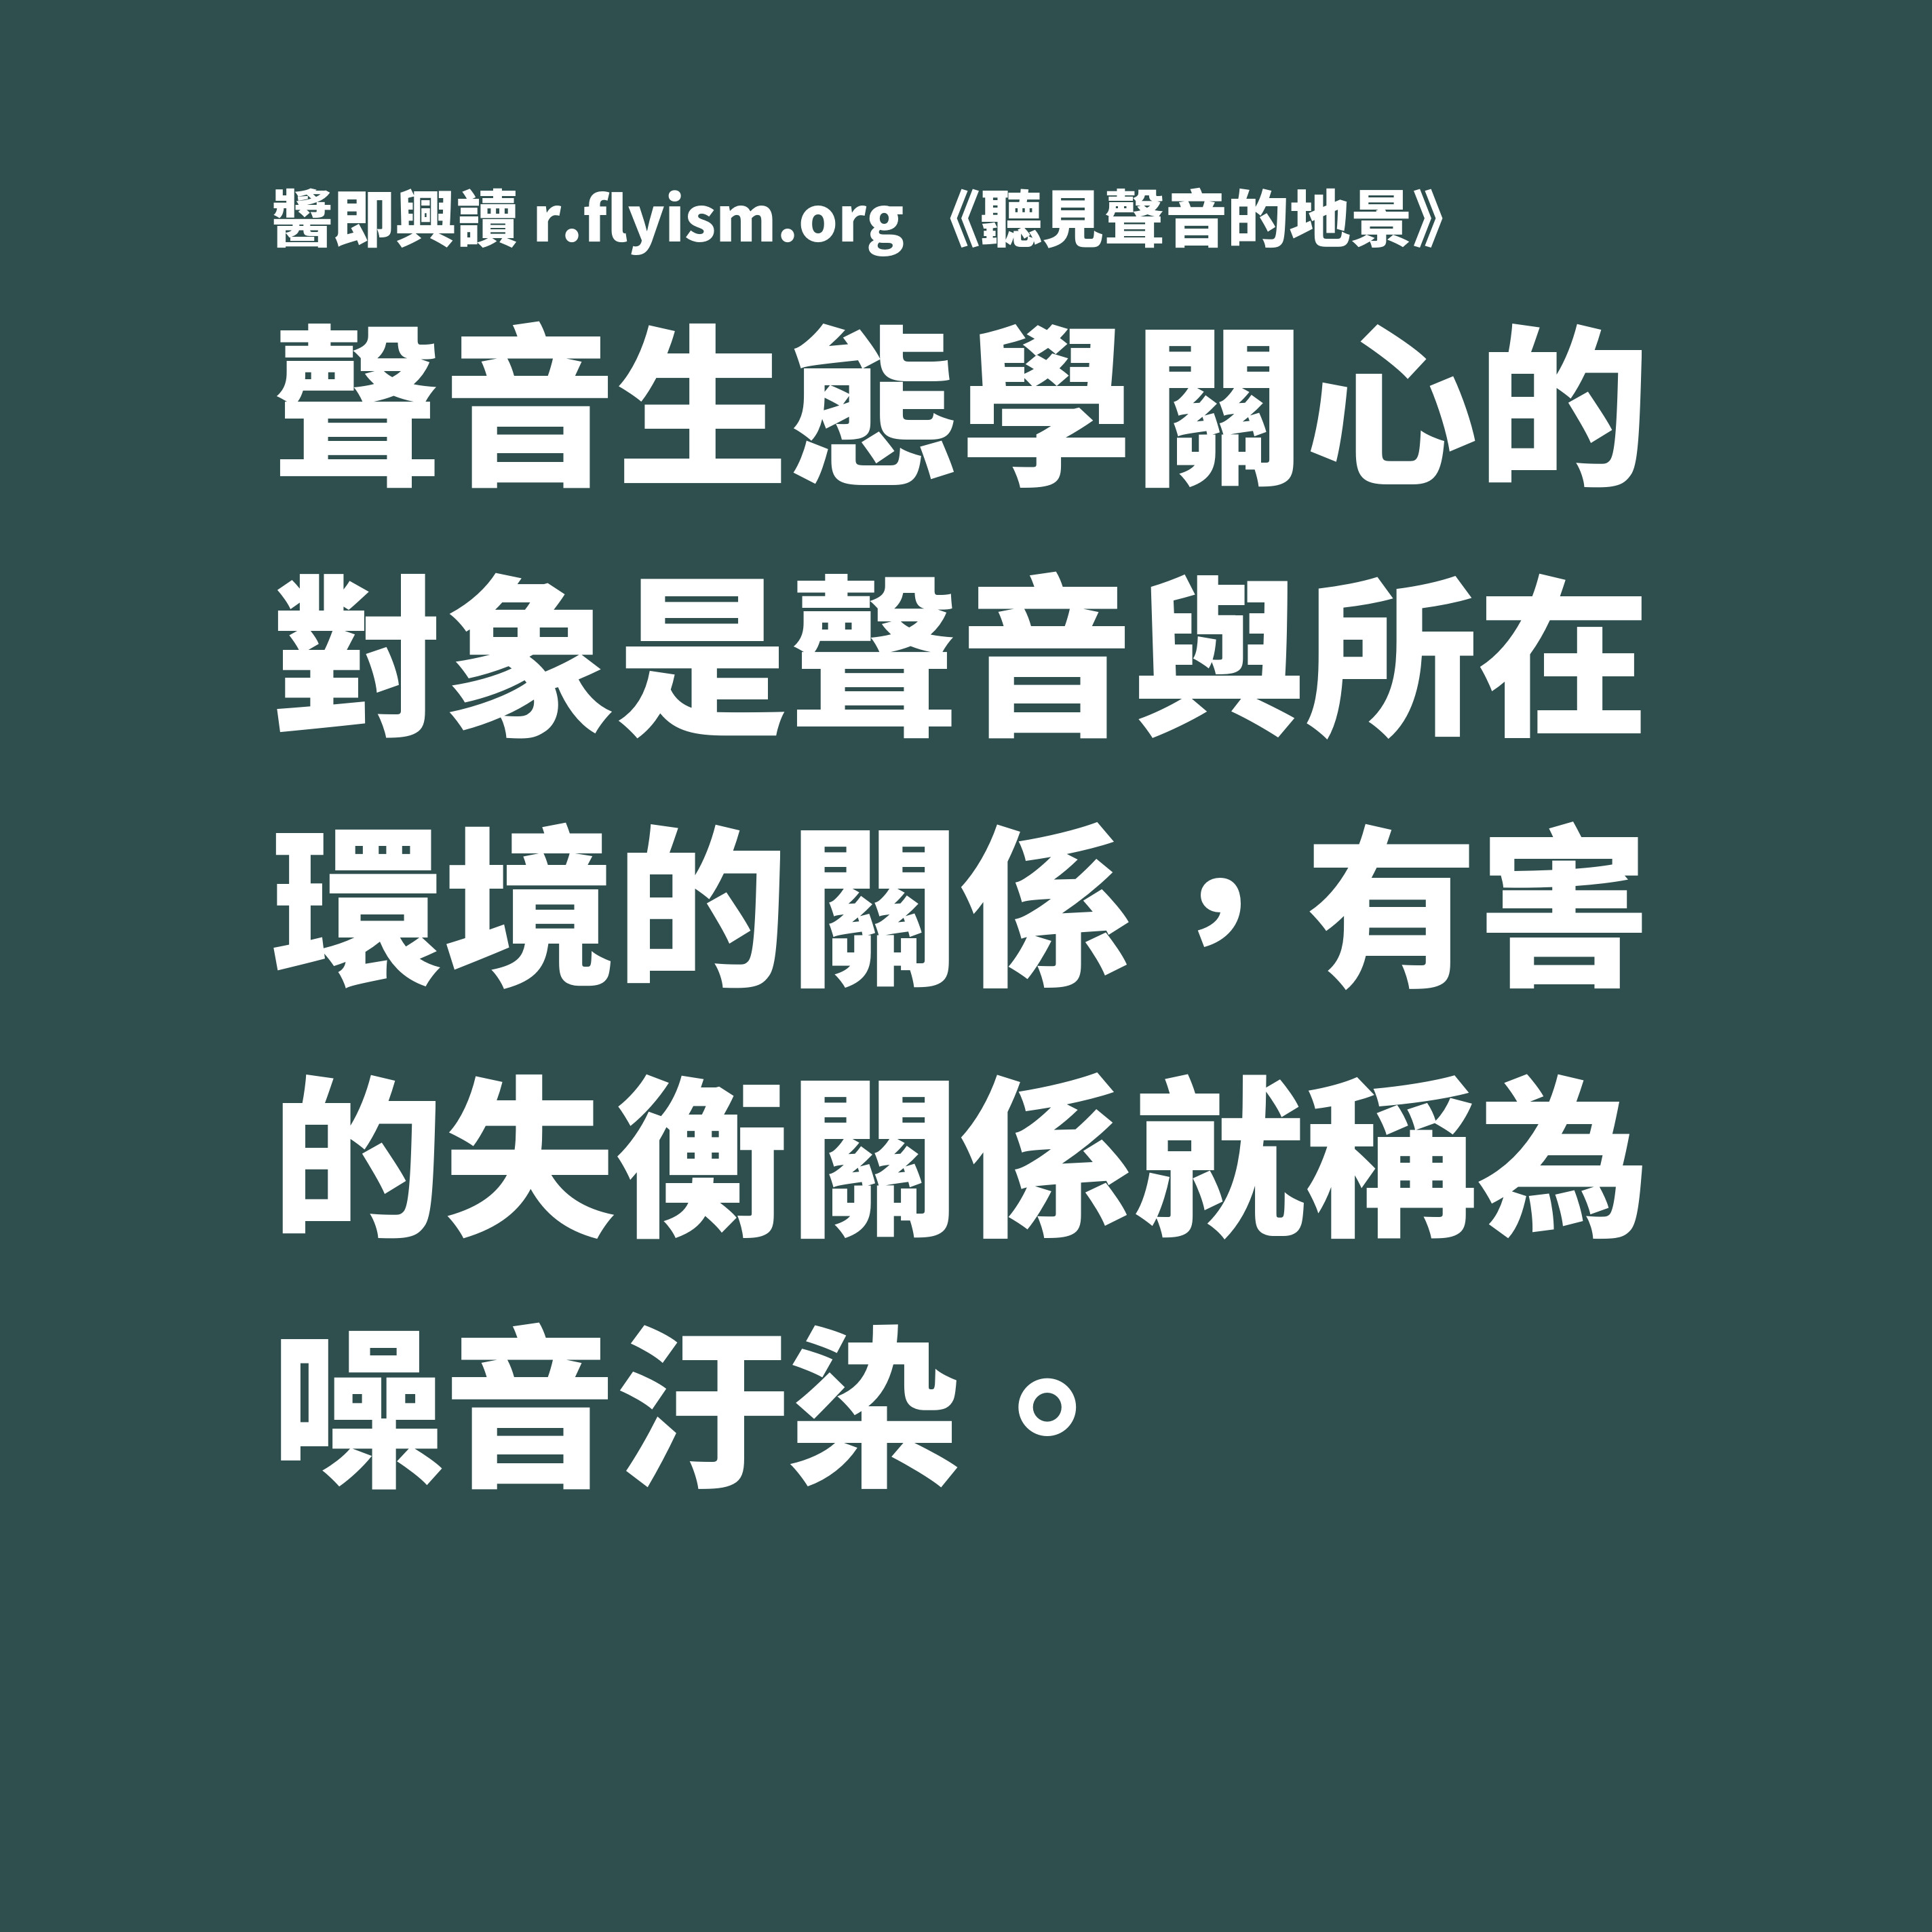 翻即與讀 r.flyism.org 《聽見聲音的地景》
聲音生態學關心的
對象是聲音與所在
環境的關係，有害
的失衡關係就稱為
噪音汙染。